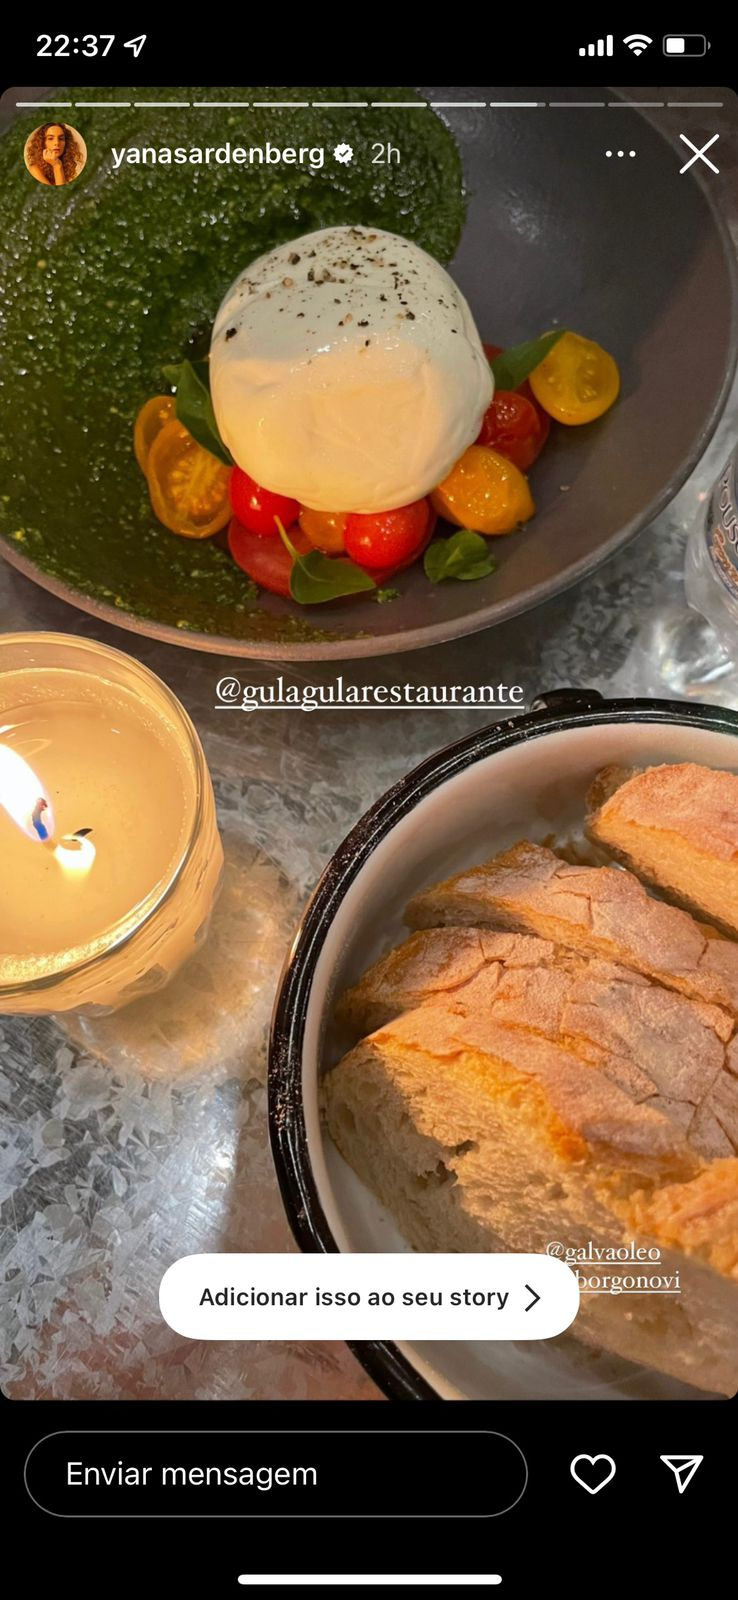 22:37
yanasardenberg 2h
@gulagularestaurante
@galvaoleo
borgonovi
Adicionar isso ao seu story
Enviar mensagem